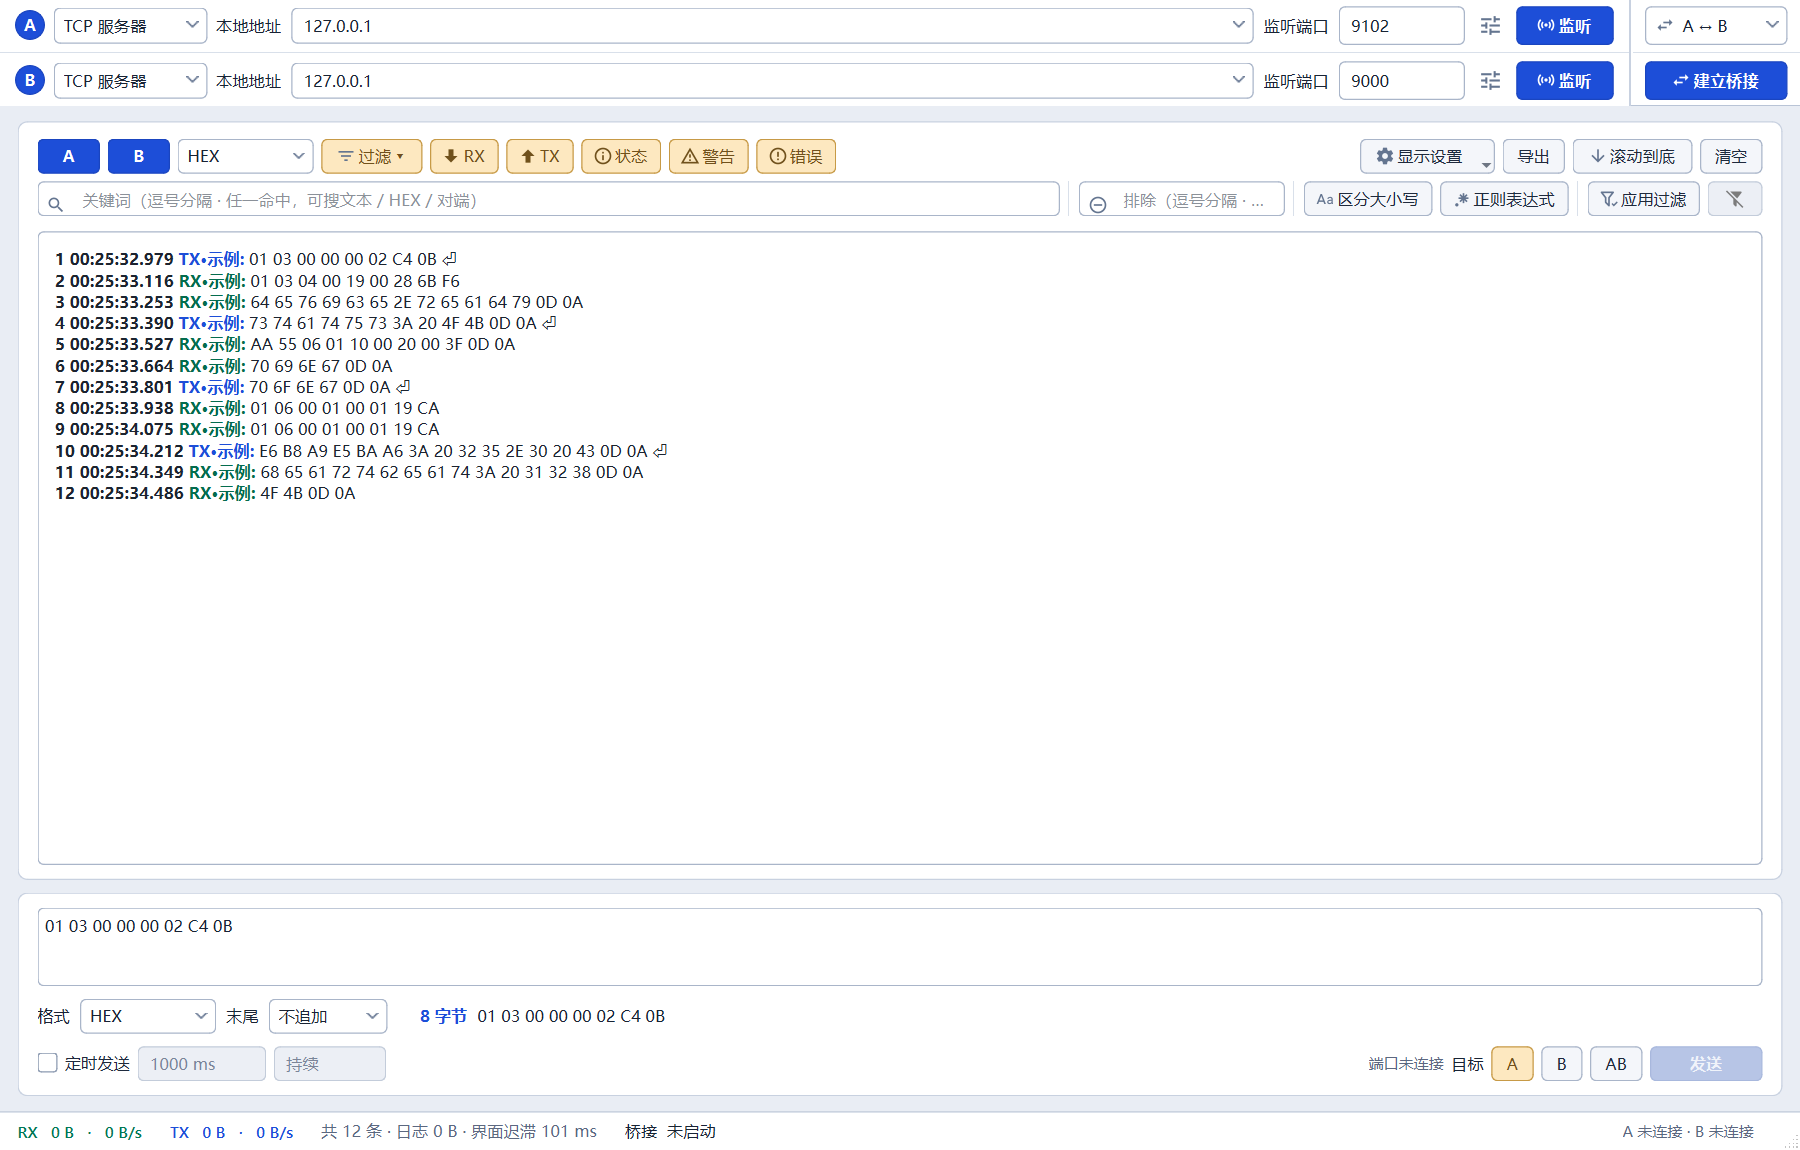 A TCP 服务器 本地地址 127.0.0.1 监听端口 9102 监听 A ↔ B
B TCP 服务器 本地地址 127.0.0.1 监听端口 9000 监听 建立桥接
A B HEX 过滤 ▾ RX TX 状态 警告 错误 显示设置 导出 滚动到底 清空
关键词（逗号分隔 · 任一命中，可搜文本 / HEX / 对端） 排除（逗号分隔 · ... Aa 区分大小写 .* 正则表达式 应用过滤
1 00:25:32.979 TX•示例: 01 03 00 00 00 02 C4 0B ⏎
2 00:25:33.116 RX•示例: 01 03 04 00 19 00 28 6B F6
3 00:25:33.253 RX•示例: 64 65 76 69 63 65 2E 72 65 61 64 79 0D 0A
4 00:25:33.390 TX•示例: 73 74 61 74 75 73 3A 20 4F 4B 0D 0A ⏎
5 00:25:33.527 RX•示例: AA 55 06 01 10 00 20 00 3F 0D 0A
6 00:25:33.664 RX•示例: 70 69 6E 67 0D 0A
7 00:25:33.801 TX•示例: 70 6F 6E 67 0D 0A ⏎
8 00:25:33.938 RX•示例: 01 06 00 01 00 01 19 CA
9 00:25:34.075 RX•示例: 01 06 00 01 00 01 19 CA
10 00:25:34.212 TX•示例: E6 B8 A9 E5 BA A6 3A 20 32 35 2E 30 20 43 0D 0A ⏎
11 00:25:34.349 RX•示例: 68 65 61 72 74 62 65 61 74 3A 20 31 32 38 0D 0A
12 00:25:34.486 RX•示例: 4F 4B 0D 0A
01 03 00 00 00 02 C4 0B
格式 HEX 末尾 不追加 8 字节 01 03 00 00 00 02 C4 0B
定时发送 1000 ms 持续 端口未连接 目标 A B AB 发送
RX 0 B · 0 B/s TX 0 B · 0 B/s 共 12 条 · 日志 0 B · 界面迟滞 101 ms 桥接 未启动 A 未连接 · B 未连接